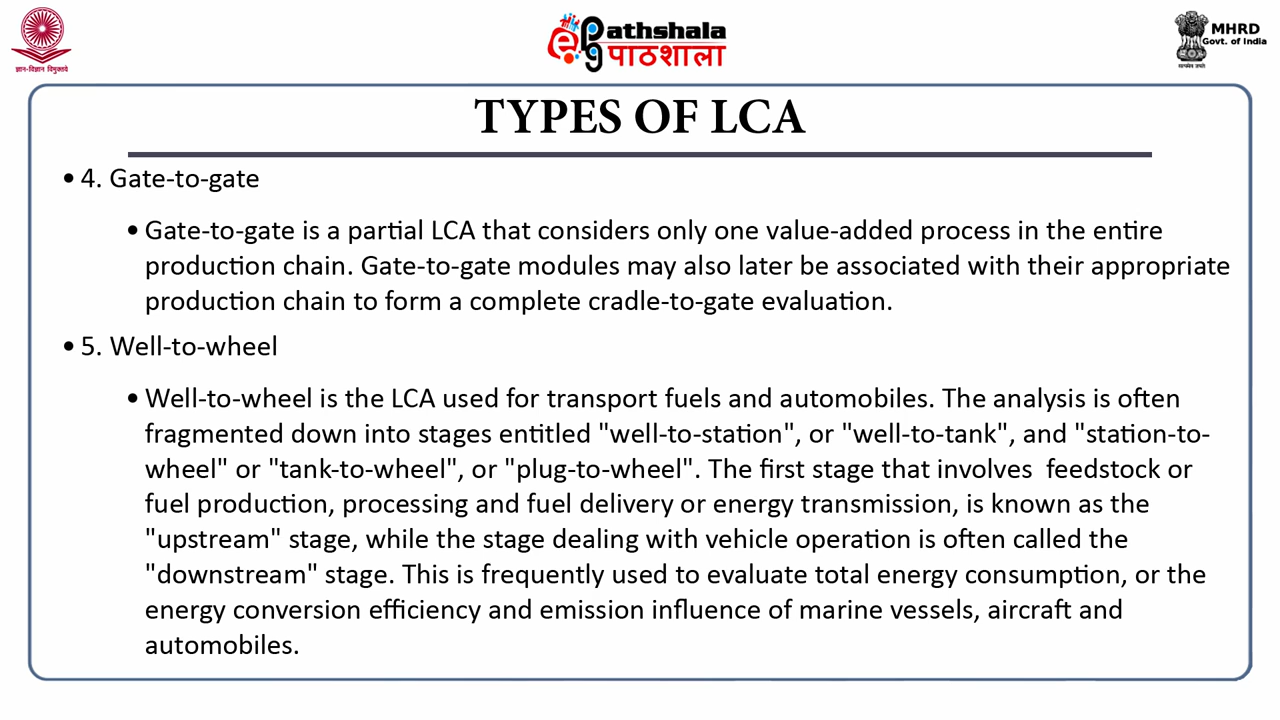 ज्ञान-विज्ञान विमुक्तये
ePG athshala
पाठशाला
MHRD
Govt. of India
सत्यमेव जयते
TYPES OF LCA
• 4. Gate-to-gate
• Gate-to-gate is a partial LCA that considers only one value-added process in the entire
production chain. Gate-to-gate modules may also later be associated with their appropriate
production chain to form a complete cradle-to-gate evaluation.
• 5. Well-to-wheel
• Well-to-wheel is the LCA used for transport fuels and automobiles. The analysis is often
fragmented down into stages entitled "well-to-station", or "well-to-tank", and "station-to-
wheel" or "tank-to-wheel", or "plug-to-wheel". The first stage that involves  feedstock or
fuel production, processing and fuel delivery or energy transmission, is known as the
"upstream" stage, while the stage dealing with vehicle operation is often called the
"downstream" stage. This is frequently used to evaluate total energy consumption, or the
energy conversion efficiency and emission influence of marine vessels, aircraft and
automobiles.